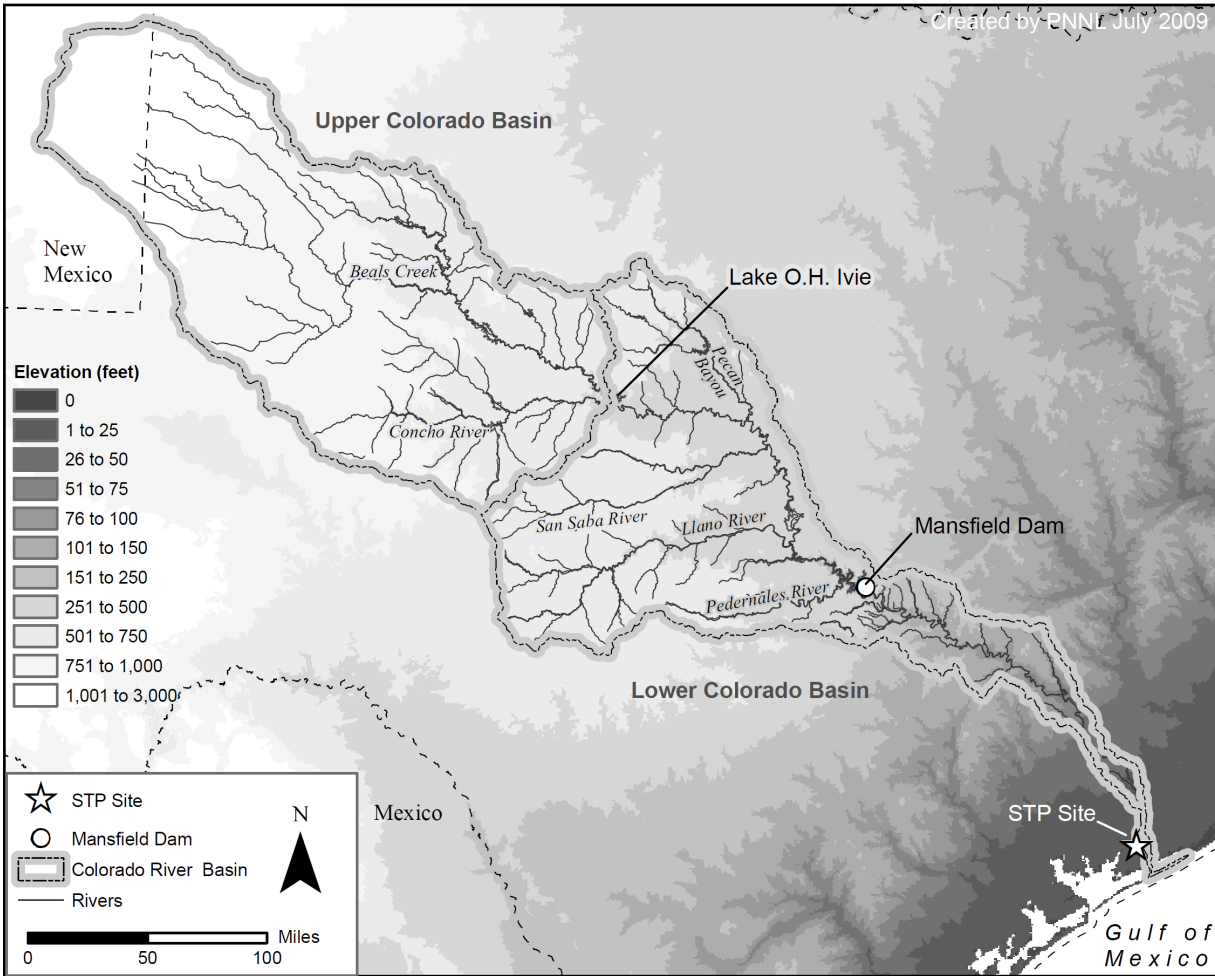 Created by PNNL July 2009
Upper Colorado Basin
New
Mexico
Beals Creek
Lake O.H. Ivie
Pecan
Bayou
Elevation (feet)
0
1 to 25
26 to 50
51 to 75
76 to 100
101 to 150
151 to 250
251 to 500
501 to 750
751 to 1,000
1,001 to 3,000
Concho River
San Saba River
Llano River
Mansfield Dam
Pedernales River
Lower Colorado Basin
STP Site
Mansfield Dam
Colorado River Basin
Rivers
N
Miles
0 50 100
Mexico
STP Site
Gulf of
Mexico